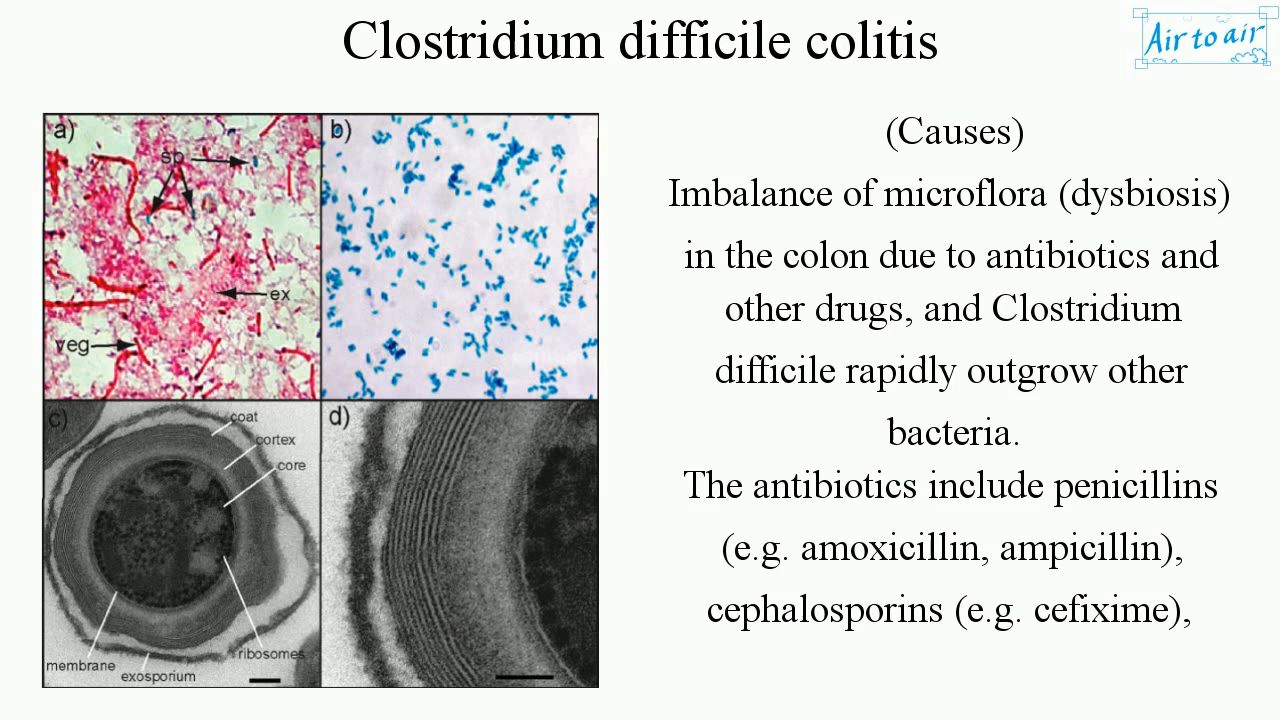 Clostridium difficile colitis
Air to air
a)
sp
ex
veg
b)
c)
coat
cortex
core
ribosomes
membrane
exosporium
d)
(Causes)
Imbalance of microflora (dysbiosis)
in the colon due to antibiotics and
other drugs, and Clostridium
difficile rapidly outgrow other
bacteria.
The antibiotics include penicillins
(e.g. amoxicillin, ampicillin),
cephalosporins (e.g. cefixime),